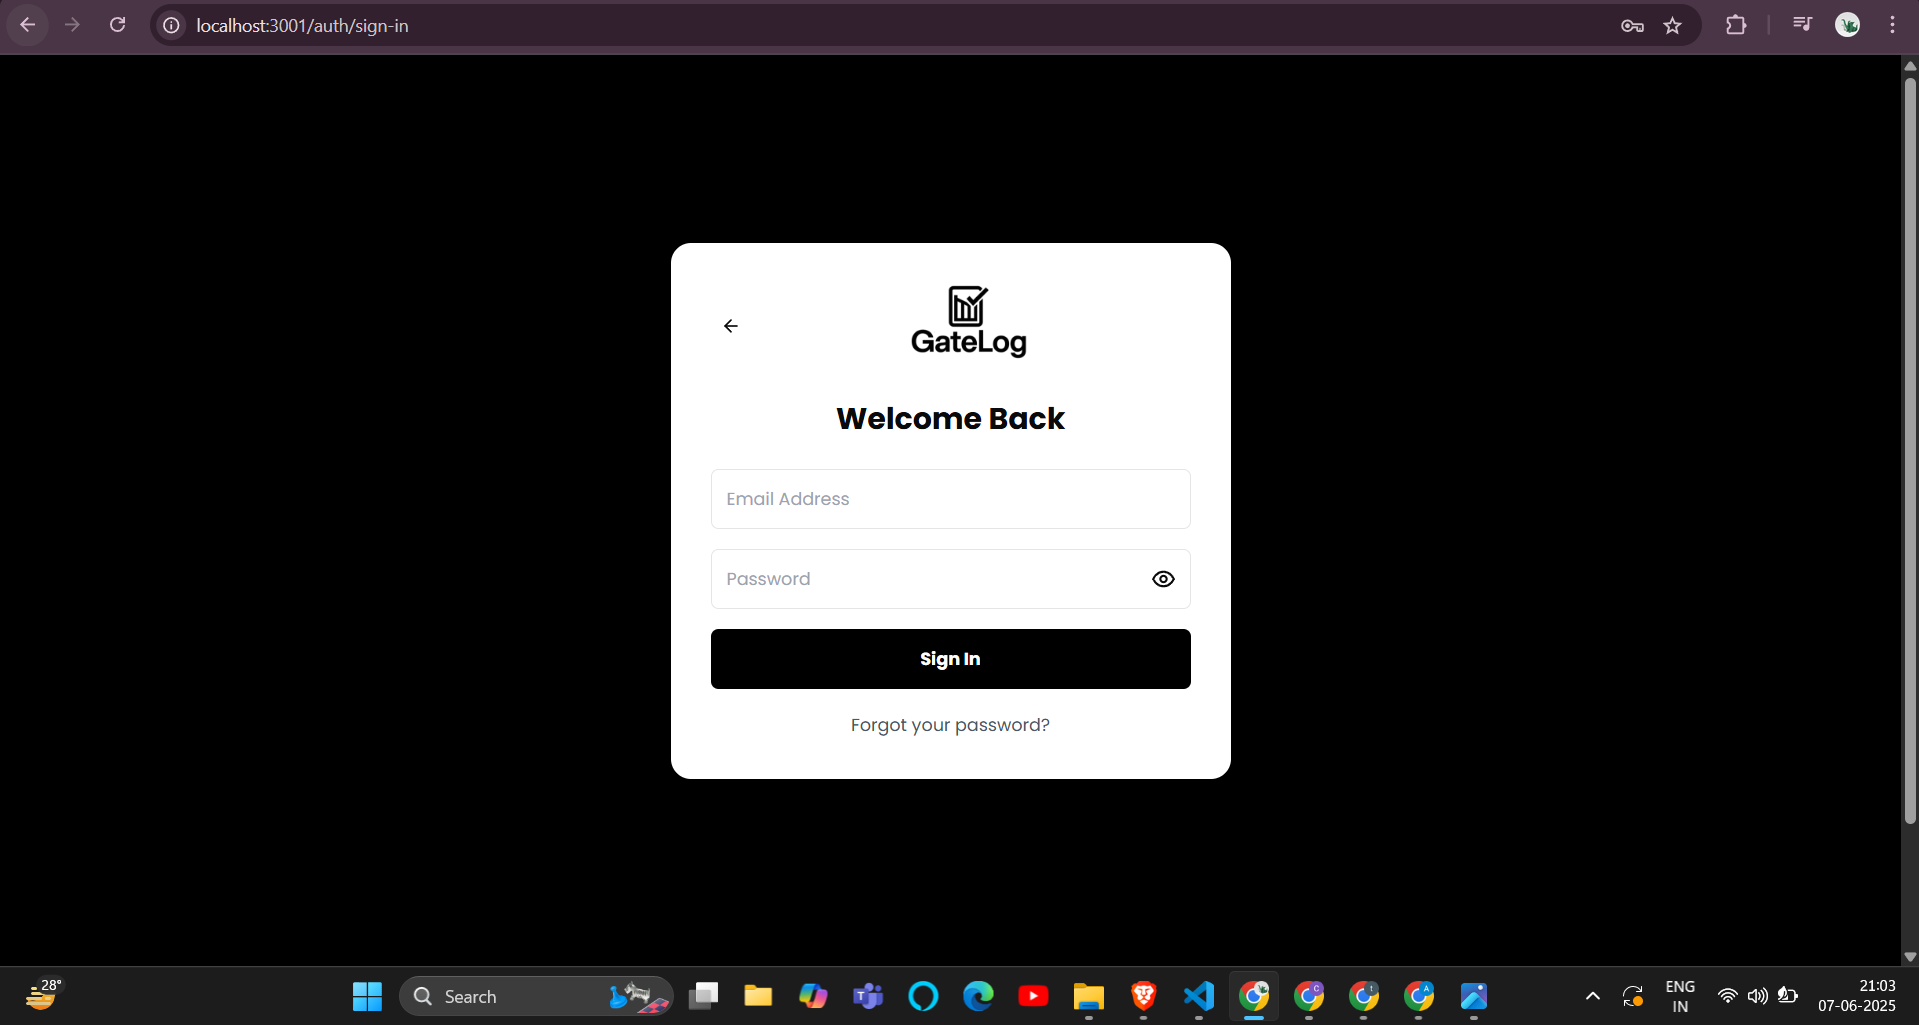 localhost:3001/auth/sign-in
GateLog
Welcome Back
Email Address
Password
Sign In
Forgot your password?
28°
Search
ENG
IN
21:03
07-06-2025